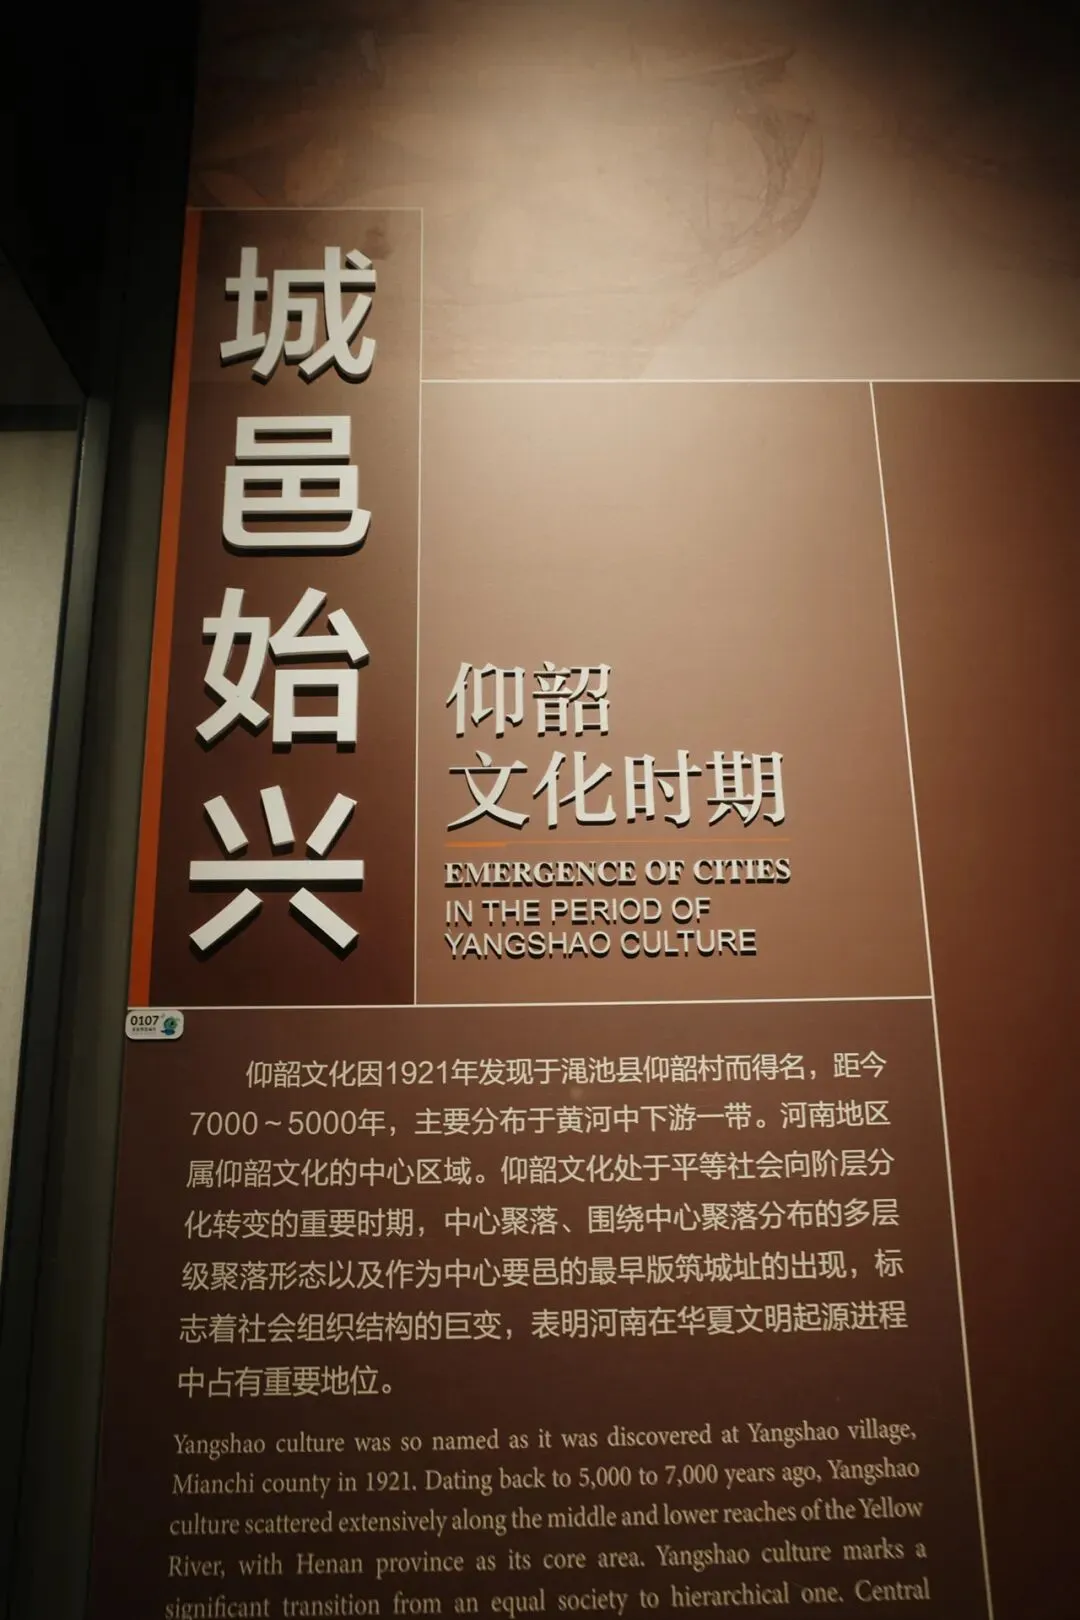 城邑始兴
仰韶
文化时期
EMERGENCE OF CITIES
IN THE PERIOD OF
YANGSHAO CULTURE
0107
仰韶文化因1921年发现于渑池县仰韶村而得名，距今
7000～5000年，主要分布于黄河中下游一带。河南地区
属仰韶文化的中心区域。仰韶文化处于平等社会向阶层分
化转变的重要时期，中心聚落、围绕中心聚落分布的多层
级聚落形态以及作为中心要邑的最早版筑城址的出现，标
志着社会组织结构的巨变，表明河南在华夏文明起源进程
中占有重要地位。
Yangshao culture was so named as it was discovered at Yangshao village,
Mianchi county in 1921. Dating back to 5,000 to 7,000 years ago, Yangshao
culture scattered extensively along the middle and lower reaches of the Yellow
River, with Henan province as its core area. Yangshao culture marks a
significant transition from an equal society to hierarchical one. Central